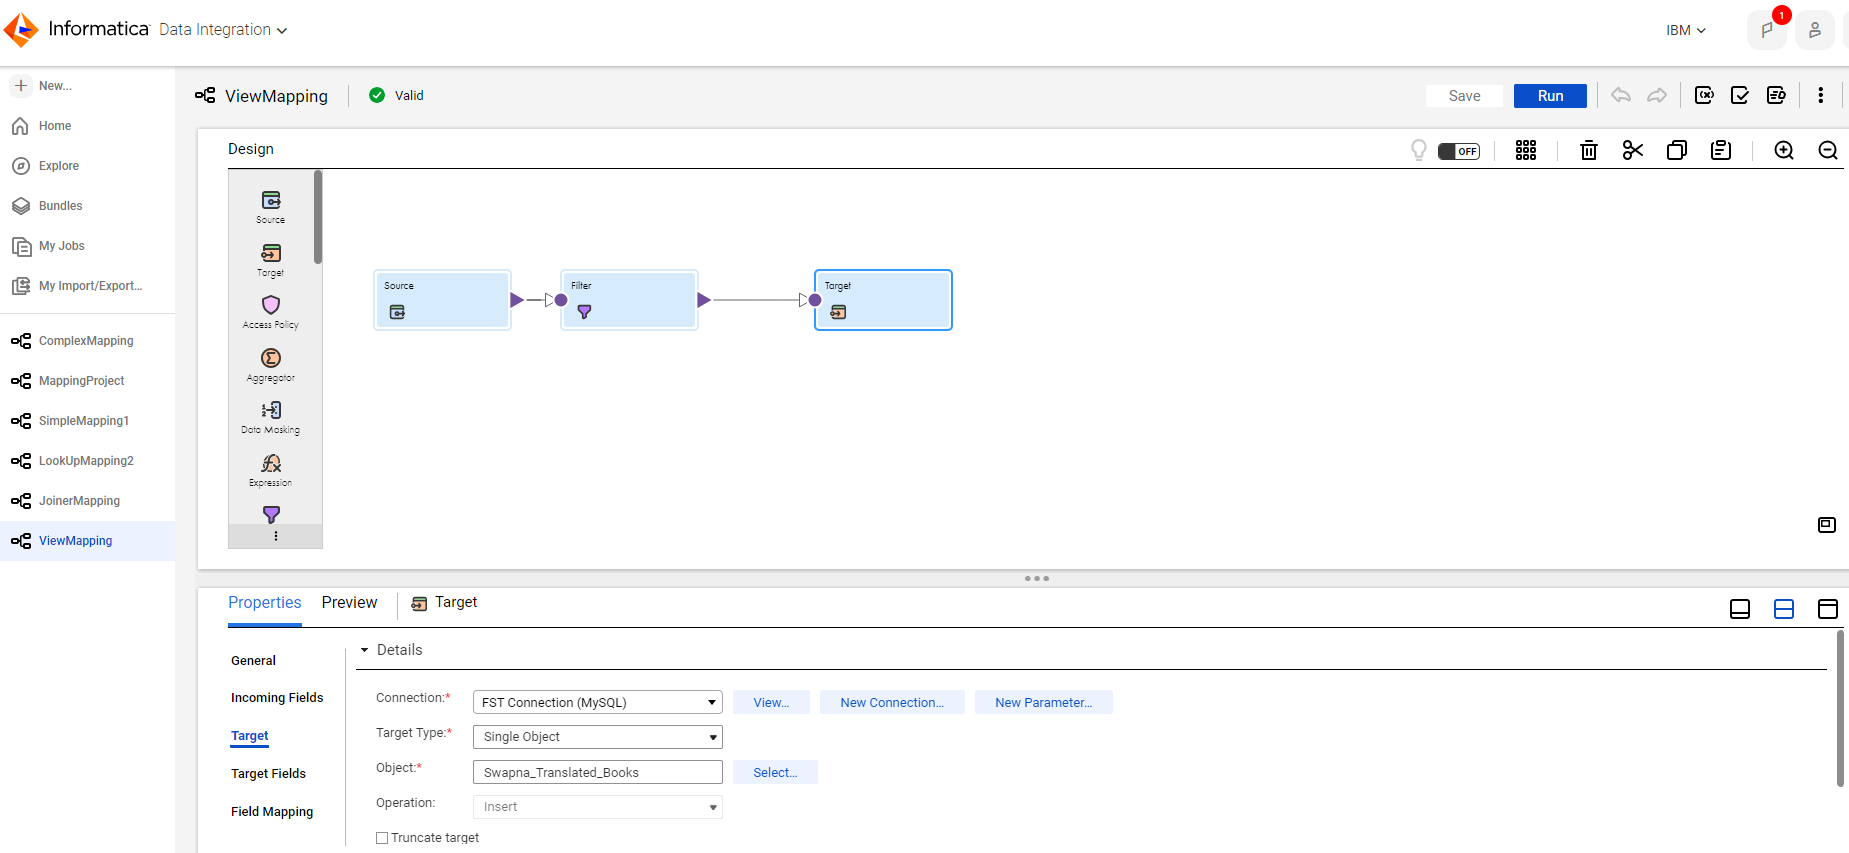 Informatica Data Integration
IBM
1
New...
Home
Explore
Bundles
My Jobs
My Import/Export...
ComplexMapping
MappingProject
SimpleMapping1
LookUpMapping2
JoinerMapping
ViewMapping
ViewMapping Valid
Save Run
Design
OFF
Source
Target
Access Policy
Aggregator
Data Masking
Expression
Source
Filter
Target
Properties Preview Target
General
Incoming Fields
Target
Target Fields
Field Mapping
Details
Connection:* FST Connection (MySQL) View... New Connection... New Parameter...
Target Type:* Single Object
Object:* Swapna_Translated_Books Select...
Operation: Insert
Truncate target